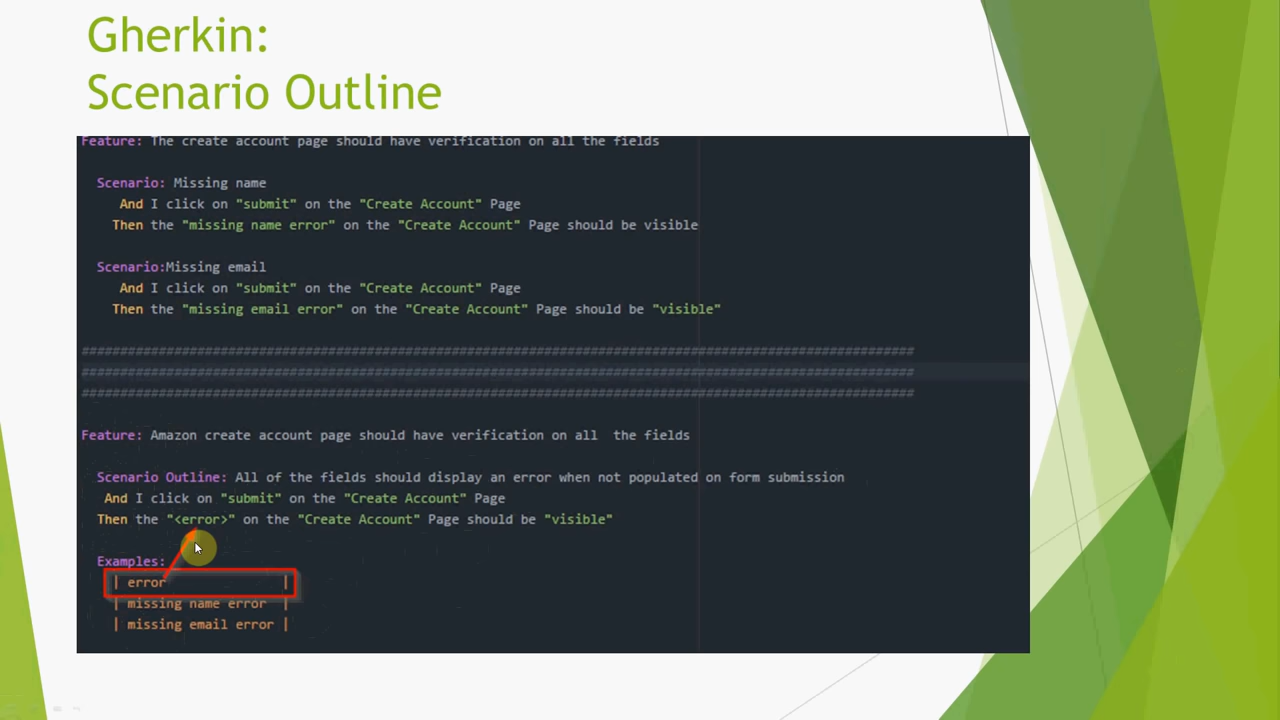 Gherkin:
Scenario Outline
Feature: The create account page should have verification on all the fields
Scenario: Missing name
And I click on "submit" on the "Create Account" Page
Then the "missing name error" on the "Create Account" Page should be visible
Scenario:Missing email
And I click on "submit" on the "Create Account" Page
Then the "missing email error" on the "Create Account" Page should be "visible"
############################################################################################################
############################################################################################################
############################################################################################################
Feature: Amazon create account page should have verification on all  the fields
Scenario Outline: All of the fields should display an error when not populated on form submission
And I click on "submit" on the "Create Account" Page
Then the "<error>" on the "Create Account" Page should be "visible"
Examples:
| error |
| missing name error |
| missing email error |